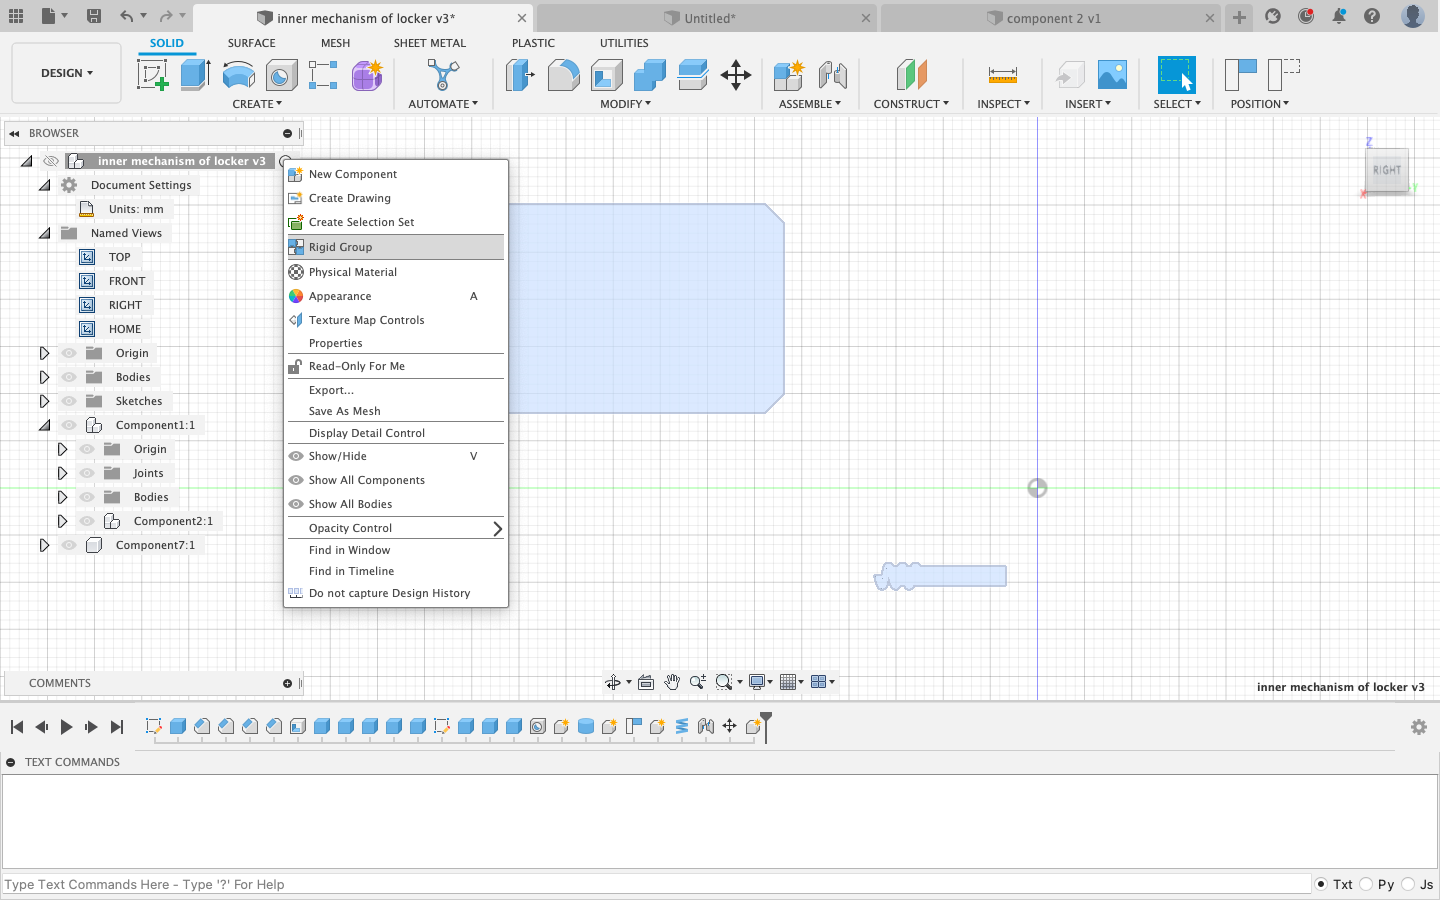 inner mechanism of locker v3*
Untitled*
component 2 v1
DESIGN
SOLID
SURFACE
MESH
SHEET METAL
PLASTIC
UTILITIES
CREATE
AUTOMATE
MODIFY
ASSEMBLE
CONSTRUCT
INSPECT
INSERT
SELECT
POSITION
BROWSER
inner mechanism of locker v3
Document Settings
Units: mm
Named Views
TOP
FRONT
RIGHT
HOME
Origin
Bodies
Sketches
Component1:1
Origin
Joints
Bodies
Component2:1
Component7:1
New Component
Create Drawing
Create Selection Set
Rigid Group
Physical Material
Appearance A
Texture Map Controls
Properties
Read-Only For Me
Export...
Save As Mesh
Display Detail Control
Show/Hide V
Show All Components
Show All Bodies
Opacity Control
Find in Window
Find in Timeline
Do not capture Design History
Z
RIGHT
X
Y
COMMENTS
inner mechanism of locker v3
TEXT COMMANDS
Type Text Commands Here - Type '?' For Help
Txt
Py
Js